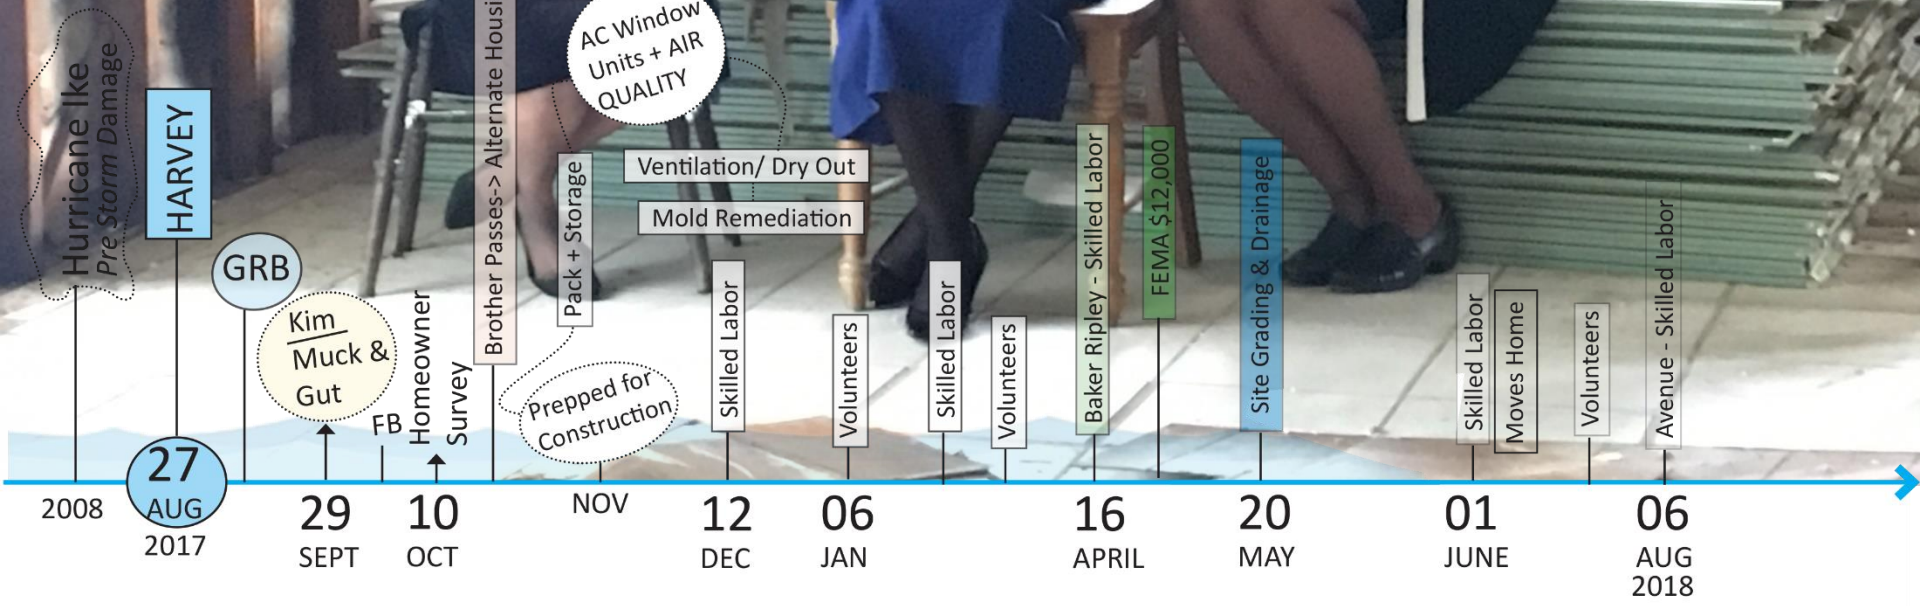 Hurricane Ike
Pre Storm Damage
HARVEY
GRB
Kim
Muck &
Gut
FB
Homeowner
Survey
Brother Passes-> Alternate Housi
AC Window
Units + AIR
QUALITY
Pack + Storage
Prepped for
Construction
Ventilation/ Dry Out
Mold Remediation
Skilled Labor
Volunteers
Skilled Labor
Volunteers
Baker Ripley - Skilled Labor
FEMA $12,000
Site Grading & Drainage
Skilled Labor
Moves Home
Volunteers
Avenue - Skilled Labor
2008
27
AUG
2017
29
SEPT
10
OCT
NOV
12
DEC
06
JAN
16
APRIL
20
MAY
01
JUNE
06
AUG
2018